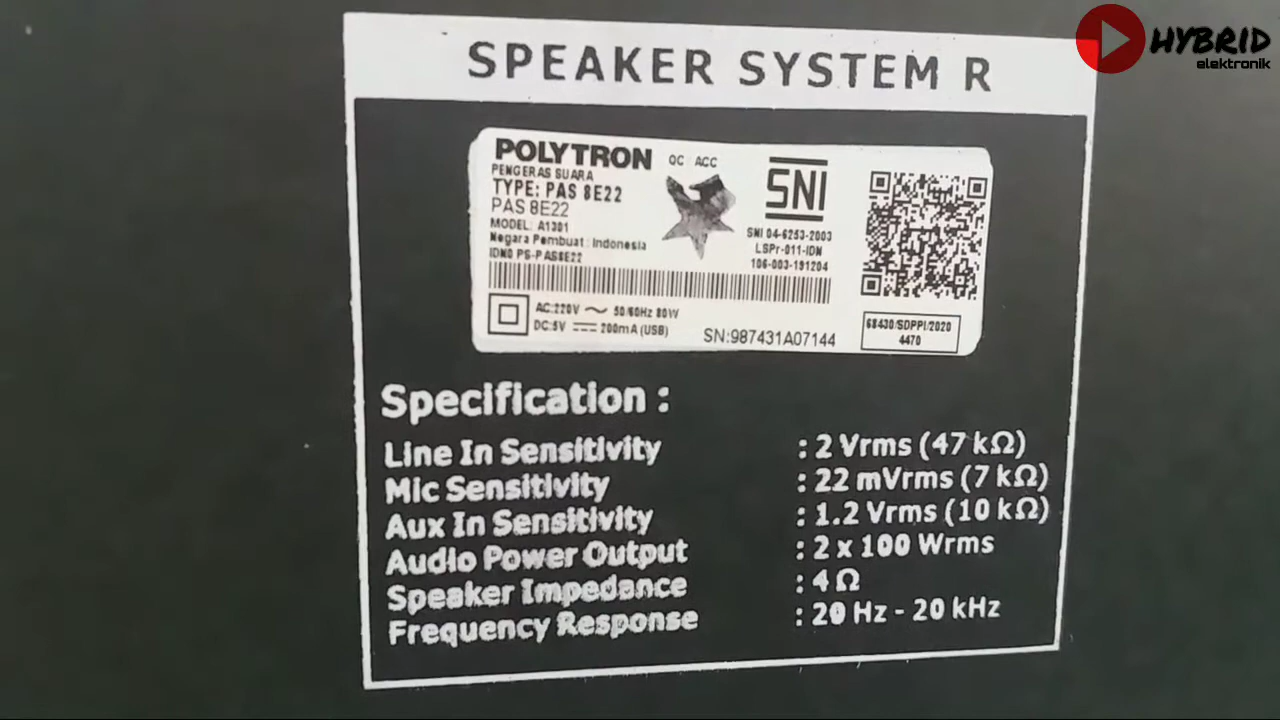 HYBRID
elektronik
SPEAKER SYSTEM R
POLYTRON
PENGERAS SUARA
TYPE: PAS 8E22
PAS 8E22
MODEL: A1301
Negara Pembuat : Indonesia
IDNO PS-PAS8E22
QC ACC
SNI
SNI 04-6253-2003
LSPr-011-IDN
106-003-191204
AC:220V ~ 50/60Hz 80W
DC:5V ⎓ 200mA (USB)
SN:987431A07144
68430/SDPPI/2020
4470
Specification :
Line In Sensitivity : 2 Vrms (47 kΩ)
Mic Sensitivity : 22 mVrms (7 kΩ)
Aux In Sensitivity : 1.2 Vrms (10 kΩ)
Audio Power Output : 2 x 100 Wrms
Speaker Impedance : 4 Ω
Frequency Response : 20 Hz - 20 kHz